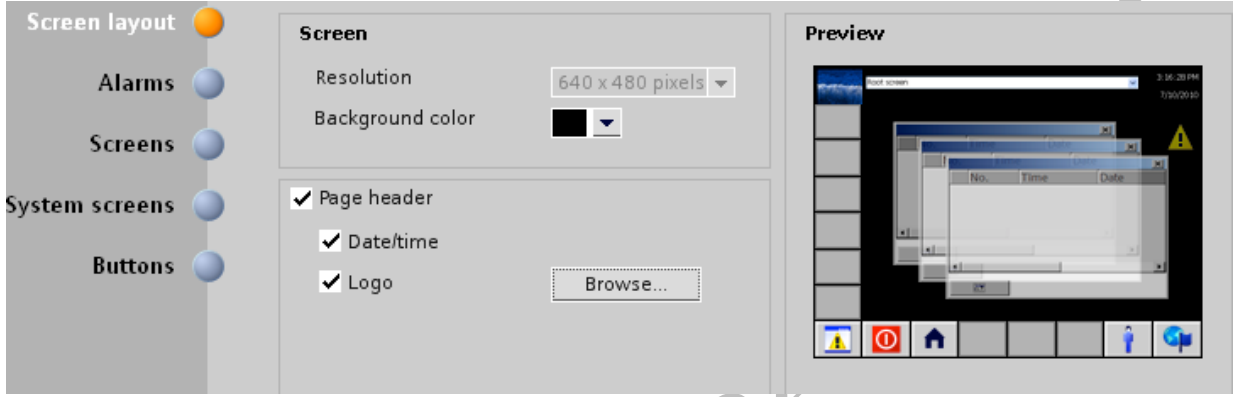 Screen layout
Alarms
Screens
System screens
Buttons
Screen
Resolution
640 x 480 pixels
Background color
Page header
Date/time
Logo
Browse...
Preview
Root screen
3:16:28 PM
7/10/2010
No.
Time
Date